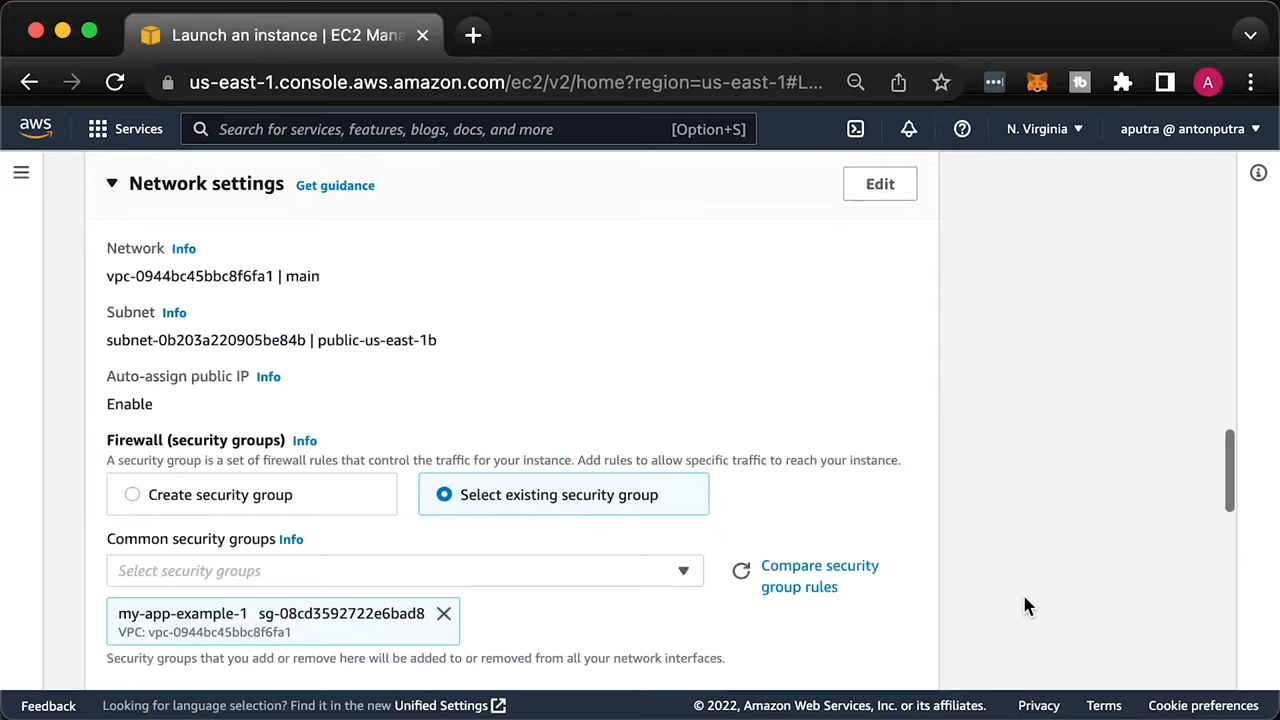 Launch an instance | EC2 Mana
us-east-1.console.aws.amazon.com/ec2/v2/home?region=us-east-1#L...
tb
A
aws
Services
Search for services, features, blogs, docs, and more
[Option+S]
N. Virginia
aputra @ antonputra
Network settings Get guidance
Edit
Network Info
vpc-0944bc45bbc8f6fa1 | main
Subnet Info
subnet-0b203a220905be84b | public-us-east-1b
Auto-assign public IP Info
Enable
Firewall (security groups) Info
A security group is a set of firewall rules that control the traffic for your instance. Add rules to allow specific traffic to reach your instance.
Create security group
Select existing security group
Common security groups Info
Select security groups
Compare security
group rules
my-app-example-1 sg-08cd3592722e6bad8
VPC: vpc-0944bc45bbc8f6fa1
Security groups that you add or remove here will be added to or removed from all your network interfaces.
Feedback
Looking for language selection? Find it in the new Unified Settings
© 2022, Amazon Web Services, Inc. or its affiliates.
Privacy
Terms
Cookie preferences